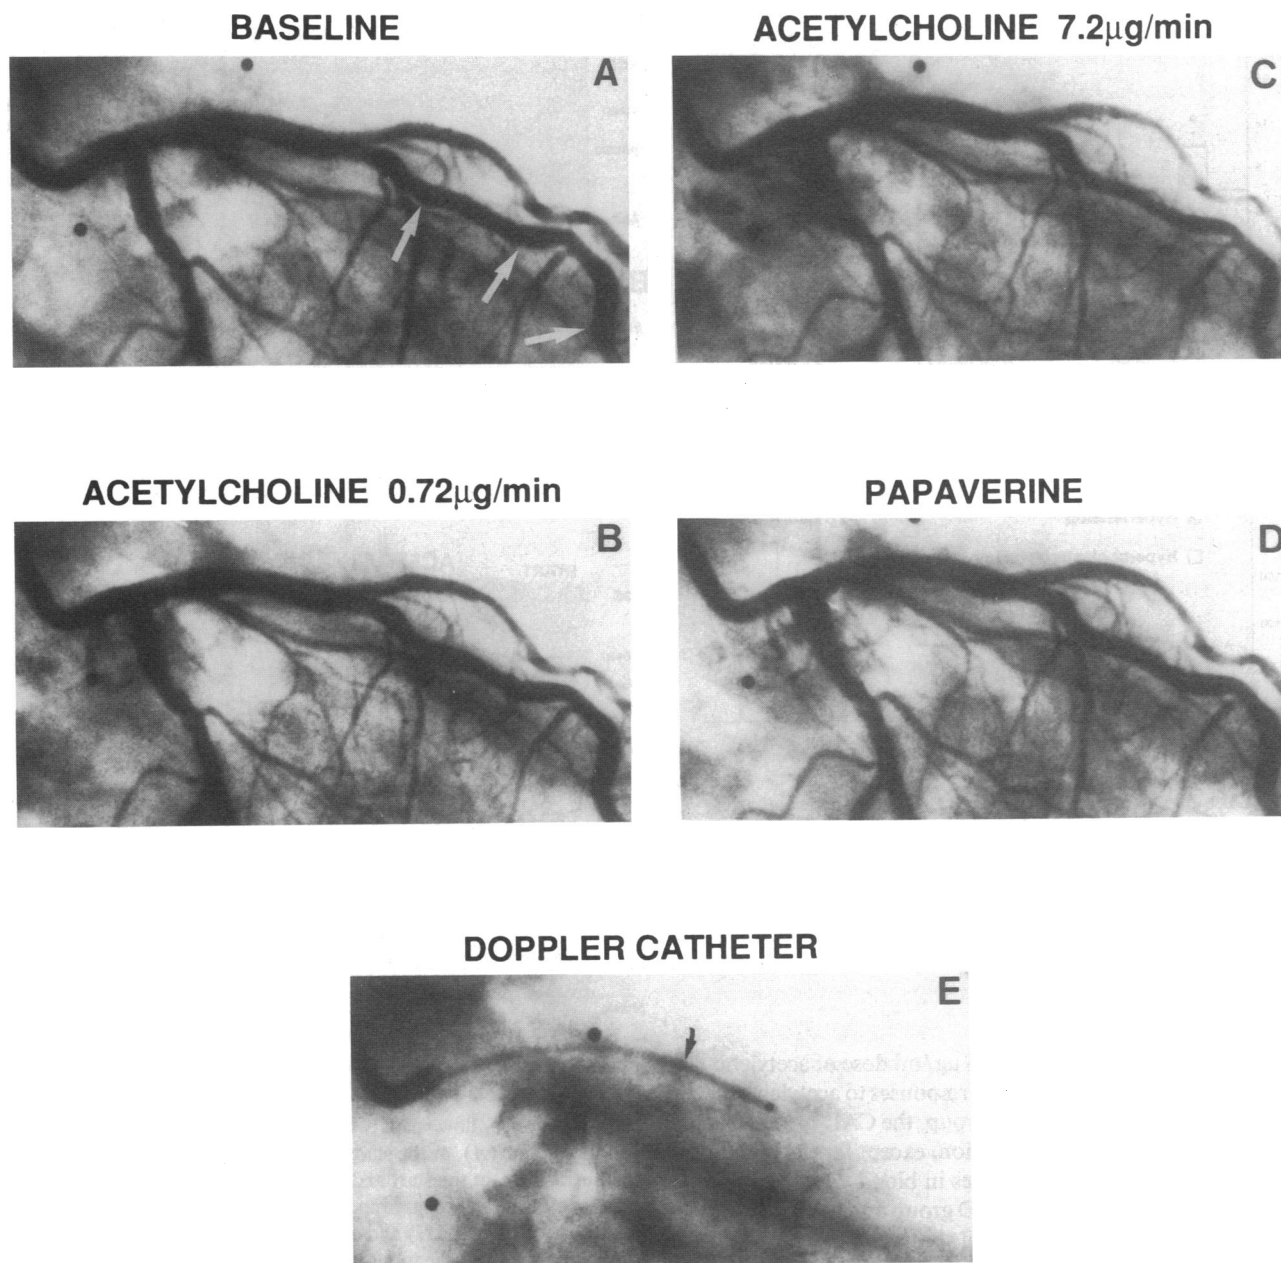 BASELINE
A
ACETYLCHOLINE 7.2µg/min
C
ACETYLCHOLINE 0.72µg/min
B
PAPAVERINE
D
DOPPLER CATHETER
E